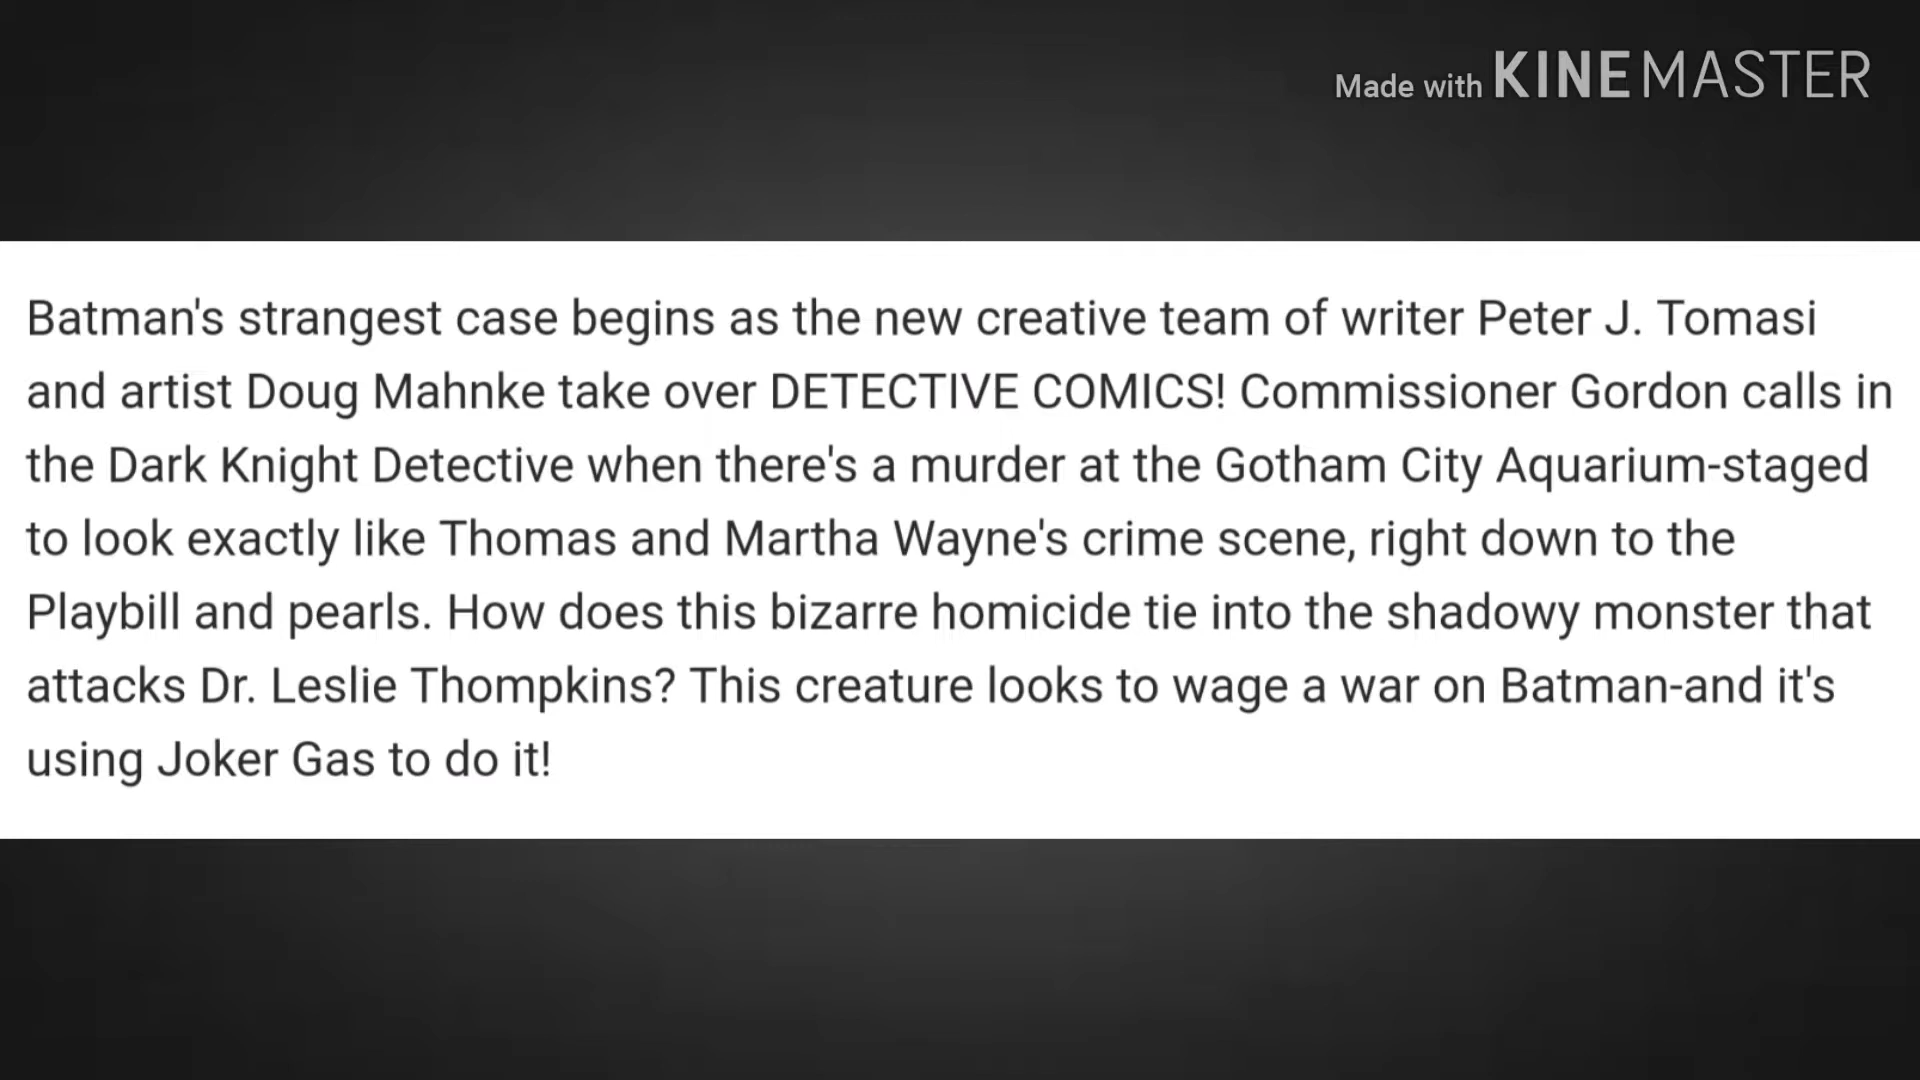 Made with KINEMASTER
Batman's strangest case begins as the new creative team of writer Peter J. Tomasi
and artist Doug Mahnke take over DETECTIVE COMICS! Commissioner Gordon calls in
the Dark Knight Detective when there's a murder at the Gotham City Aquarium-staged
to look exactly like Thomas and Martha Wayne's crime scene, right down to the
Playbill and pearls. How does this bizarre homicide tie into the shadowy monster that
attacks Dr. Leslie Thompkins? This creature looks to wage a war on Batman-and it's
using Joker Gas to do it!